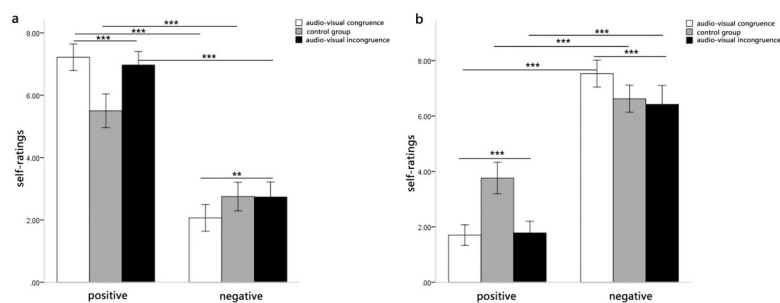 a
audio-visual congruence
control group
audio-visual incongruence
***
***
***
***
**
8.00
6.00
4.00
2.00
.00
self-ratings
positive
negative
b
audio-visual congruence
control group
audio-visual incongruence
***
***
***
***
***
8.00
6.00
4.00
2.00
.00
self-ratings
positive
negative